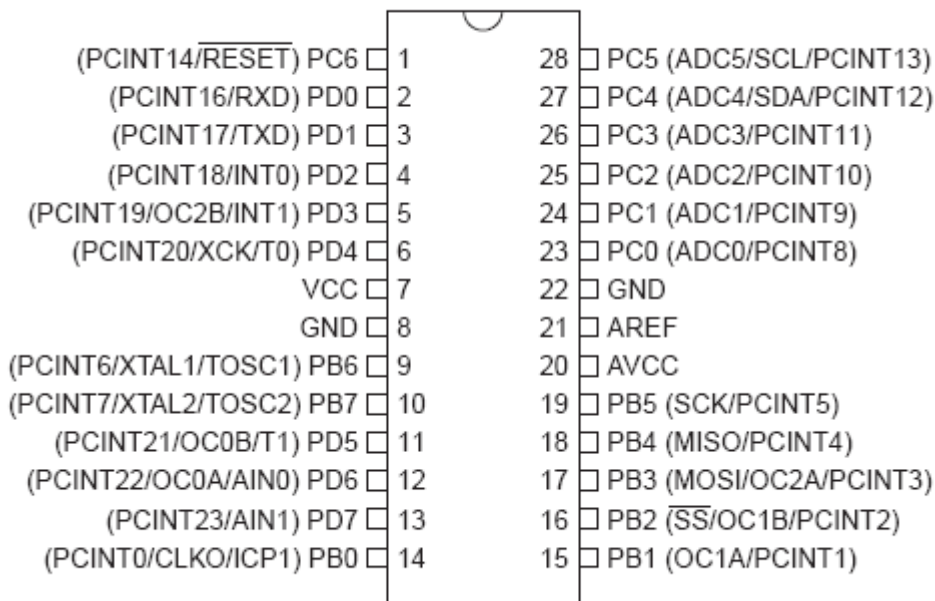 (PCINT14/RESET) PC6 1 28 PC5 (ADC5/SCL/PCINT13)
(PCINT16/RXD) PD0 2 27 PC4 (ADC4/SDA/PCINT12)
(PCINT17/TXD) PD1 3 26 PC3 (ADC3/PCINT11)
(PCINT18/INT0) PD2 4 25 PC2 (ADC2/PCINT10)
(PCINT19/OC2B/INT1) PD3 5 24 PC1 (ADC1/PCINT9)
(PCINT20/XCK/T0) PD4 6 23 PC0 (ADC0/PCINT8)
VCC 7 22 GND
GND 8 21 AREF
(PCINT6/XTAL1/TOSC1) PB6 9 20 AVCC
(PCINT7/XTAL2/TOSC2) PB7 10 19 PB5 (SCK/PCINT5)
(PCINT21/OC0B/T1) PD5 11 18 PB4 (MISO/PCINT4)
(PCINT22/OC0A/AIN0) PD6 12 17 PB3 (MOSI/OC2A/PCINT3)
(PCINT23/AIN1) PD7 13 16 PB2 (SS/OC1B/PCINT2)
(PCINT0/CLKO/ICP1) PB0 14 15 PB1 (OC1A/PCINT1)